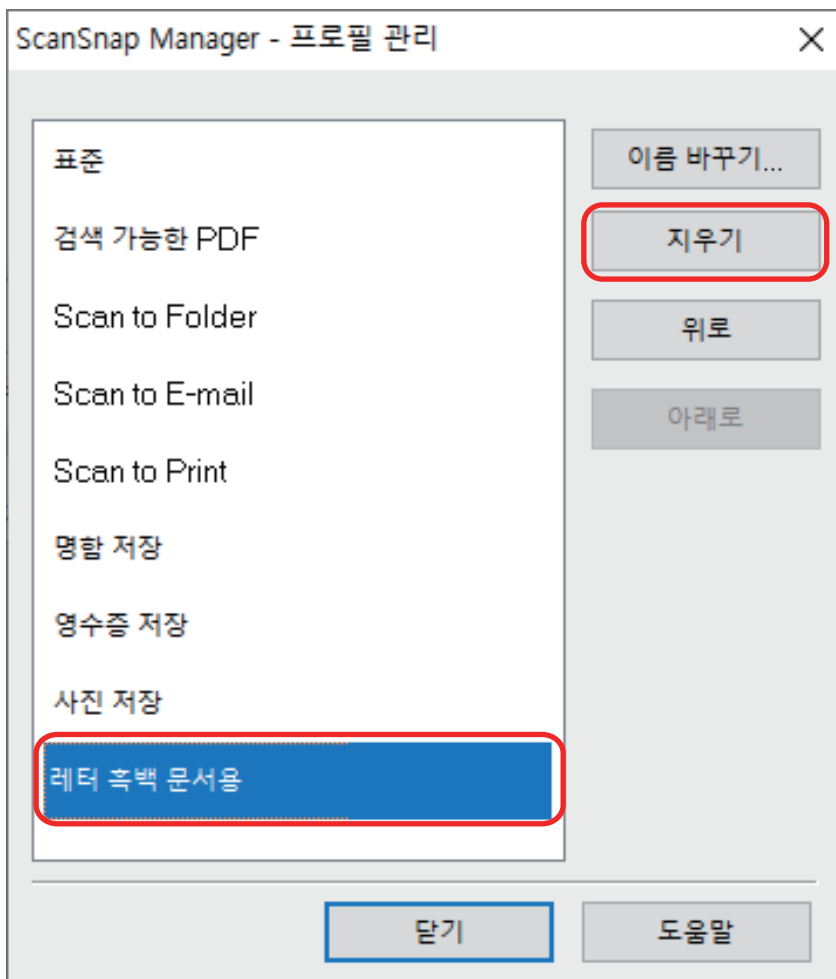 ScanSnap Manager - 프로필 관리
표준
검색 가능한 PDF
Scan to Folder
Scan to E-mail
Scan to Print
명함 저장
영수증 저장
사진 저장
레터 흑백 문서용
이름 바꾸기...
지우기
위로
아래로
닫기
도움말